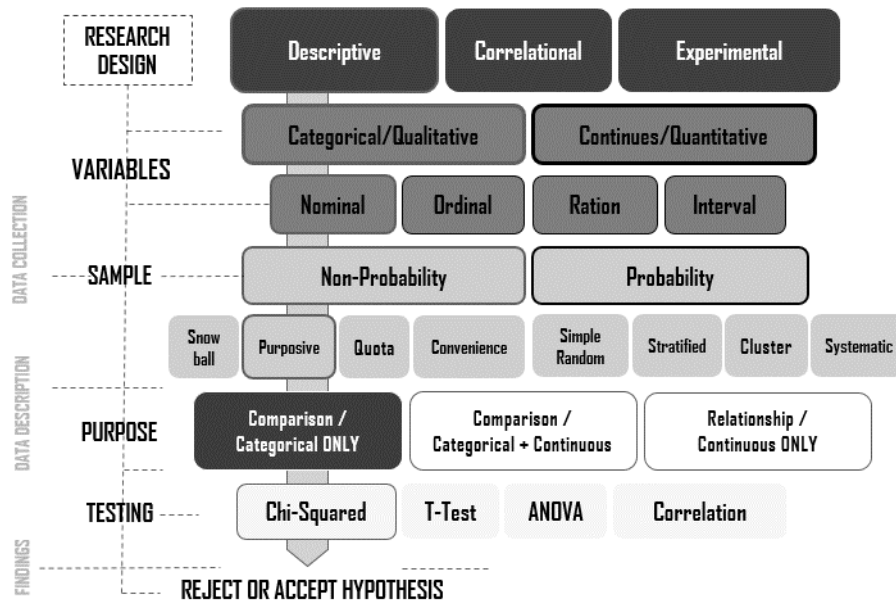 RESEARCH
DESIGN
Descriptive
Correlational
Experimental
Categorical/Qualitative
Continues/Quantitative
VARIABLES
Nominal
Ordinal
Ration
Interval
DATA COLLECTION
SAMPLE
Non-Probability
Probability
Snow
ball
Purposive
Quota
Convenience
Simple
Random
Stratified
Cluster
Systematic
DATA DESCRIPTION
PURPOSE
Comparison /
Categorical ONLY
Comparison /
Categorical + Continuous
Relationship /
Continuous ONLY
TESTING
Chi-Squared
T-Test
ANOVA
Correlation
FINDINGS
REJECT OR ACCEPT HYPOTHESIS